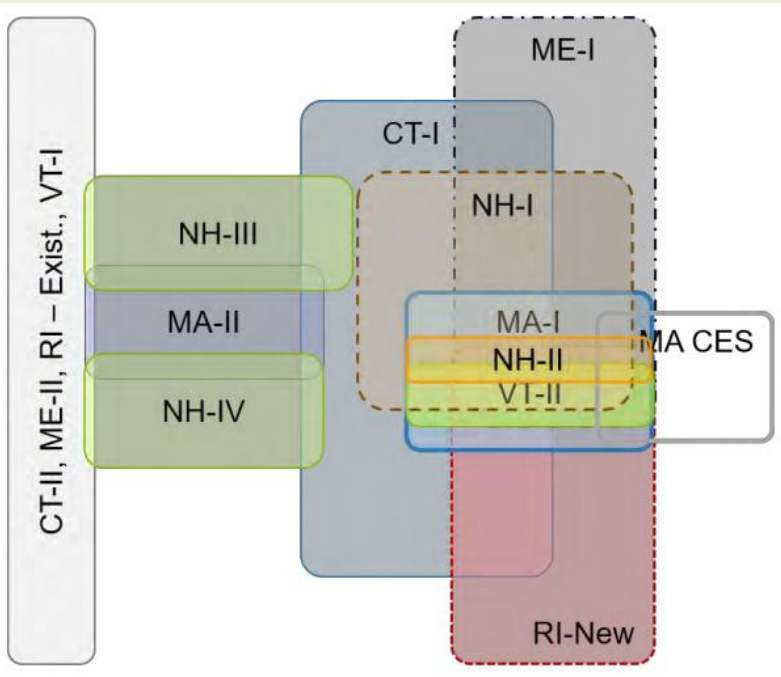 CT-II, ME-II, RI – Exist., VT-I
ME-I
CT-I
NH-I
NH-III
MA-II
MA-I
MA CES
NH-II
VT-II
NH-IV
RI-New